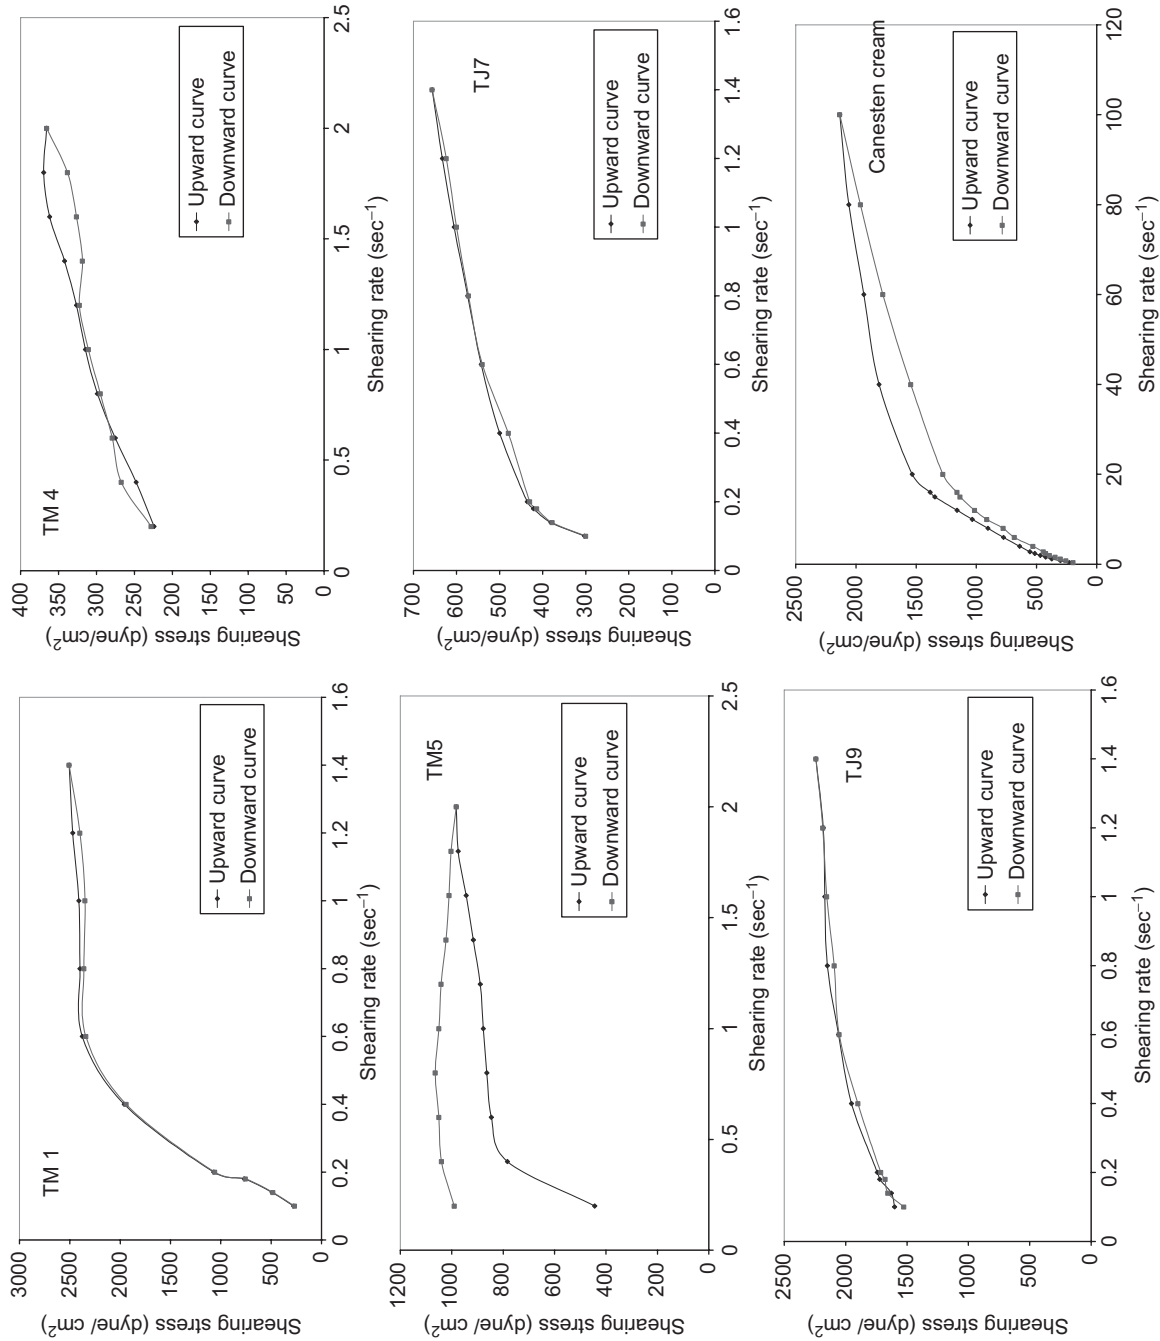 TM 1
3000
2500
2000
1500
1000
500
0
Shearing stress (dyne/ cm²)
0
0.2
0.4
0.6
0.8
1
1.2
1.4
1.6
Shearing rate (sec⁻¹)
Upward curve
Downward curve
TM 4
400
350
300
250
200
150
100
50
0
Shearing stress (dyne/cm²)
0
0.5
1
1.5
2
2.5
Shearing rate (sec⁻¹)
Upward curve
Downward curve
TM5
1200
1000
800
600
400
200
0
Shearing stress (dyne/ cm²)
0
0.5
1
1.5
2
2.5
Shearing rate (sec⁻¹)
Upward curve
Downward curve
TJ7
700
600
500
400
300
200
100
0
Shearing stress (dyne/cm²)
0
0.2
0.4
0.6
0.8
1
1.2
1.4
1.6
Shearing rate (sec⁻¹)
Upward curve
Downward curve
TJ9
2500
2000
1500
1000
500
0
Shearing stress (dyne/ cm²)
0
0.2
0.4
0.6
0.8
1
1.2
1.4
1.6
Shearing rate (sec⁻¹)
Upward curve
Downward curve
Canesten cream
2500
2000
1500
1000
500
0
Shearing stress (dyne/cm²)
0
20
40
60
80
100
120
Shearing rate (sec⁻¹)
Upward curve
Downward curve